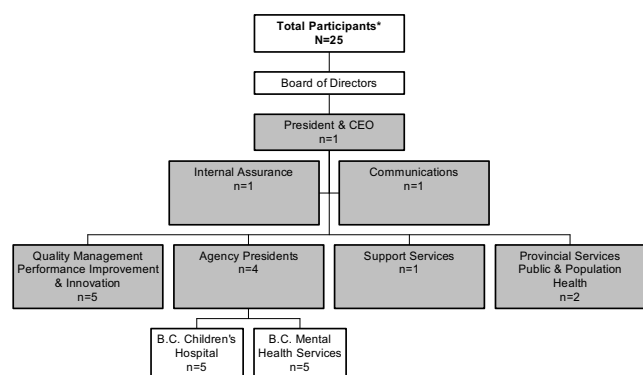 Total Participants*
N=25
Board of Directors
President & CEO
n=1
Internal Assurance
n=1
Communications
n=1
Quality Management
Performance Improvement
& Innovation
n=5
Agency Presidents
n=4
Support Services
n=1
Provincial Services
Public & Population
Health
n=2
B.C. Children's
Hospital
n=5
B.C. Mental
Health Services
n=5